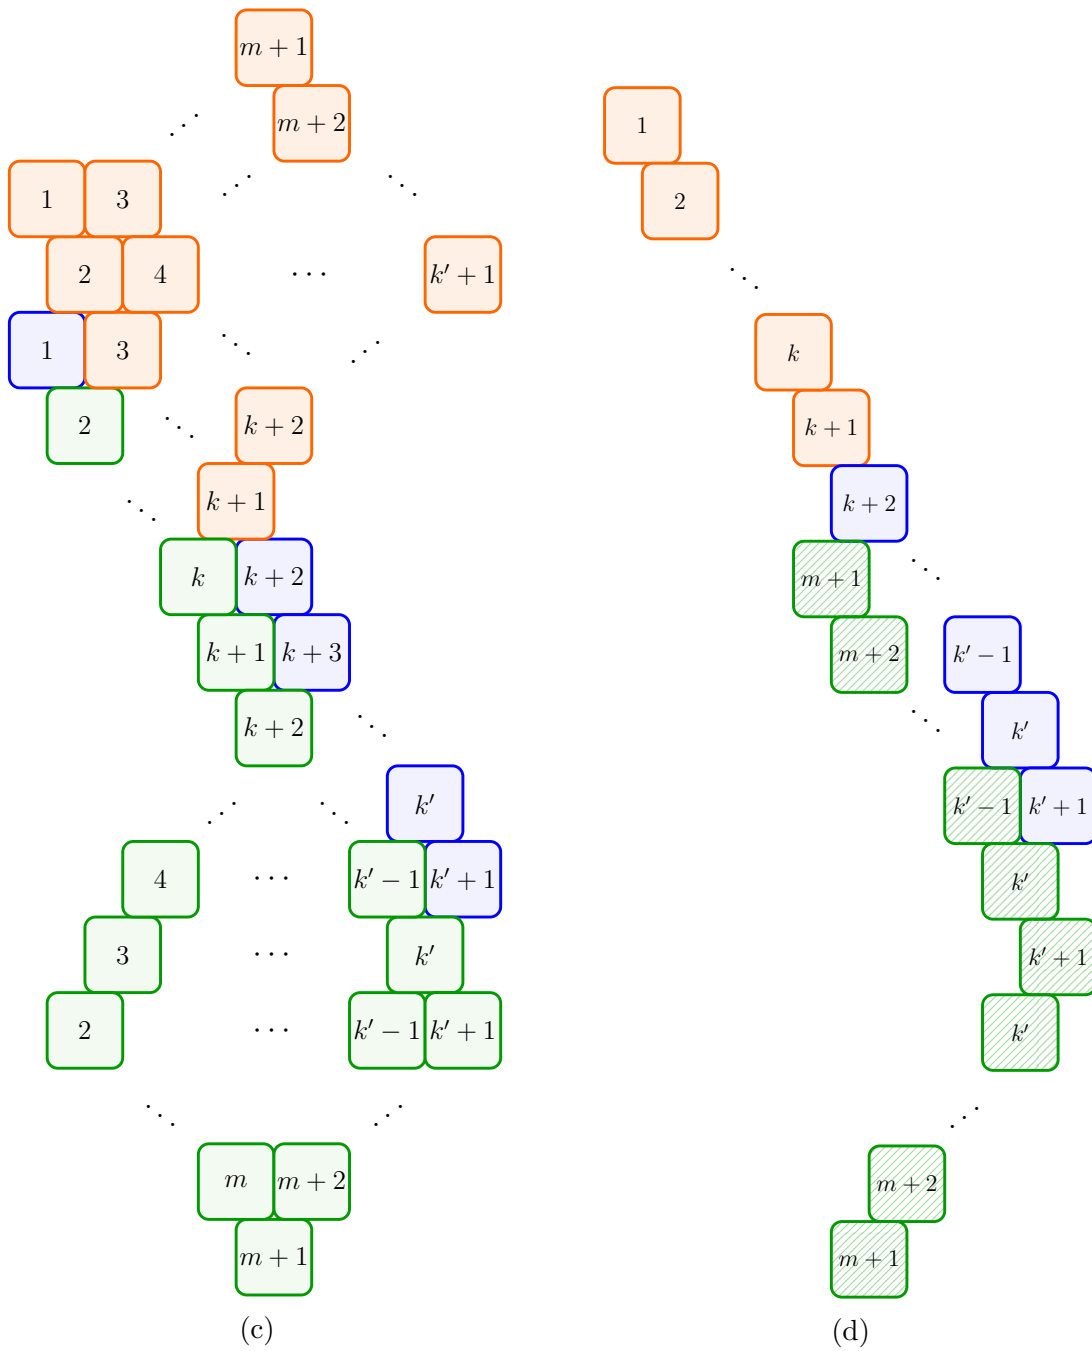 m + 1
m + 2
1 3
2 4 ··· k′ + 1
1 3
2 k + 2
k + 1
k k + 2
k + 1 k + 3
k + 2
k′
4 ··· k′ − 1 k′ + 1
3 ··· k′
2 ··· k′ − 1 k′ + 1
m m + 2
m + 1
(c)
1
2
k
k + 1
k + 2
m + 1
m + 2 k′ − 1
k′
k′ − 1 k′ + 1
k′
k′ + 1
k′
m + 2
m + 1
(d)